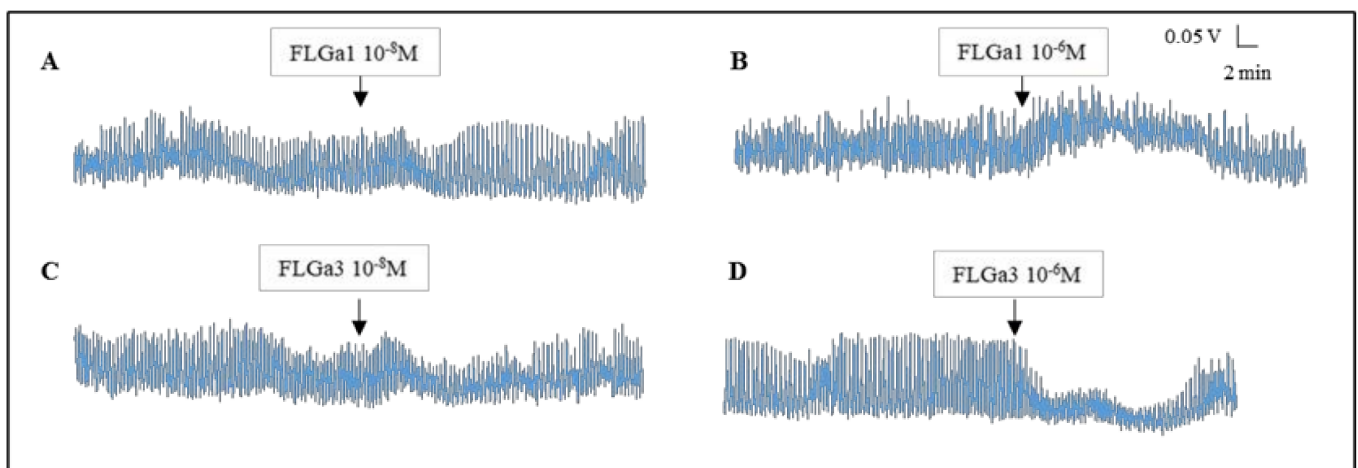 A
FLGa1 10⁻⁸M
B
FLGa1 10⁻⁶M
0.05 V
2 min
C
FLGa3 10⁻⁸M
D
FLGa3 10⁻⁶M